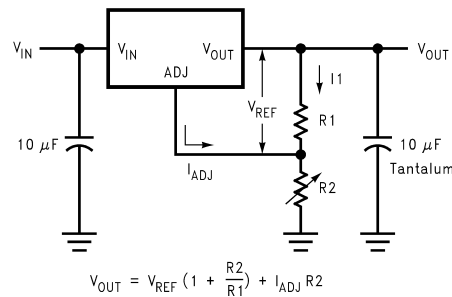 V_IN
V_IN
V_OUT
V_OUT
ADJ
I1
V_REF
R1
10 μF
10 μF
Tantalum
I_ADJ
R2
V_OUT = V_REF (1 + R2/R1) + I_ADJ R2